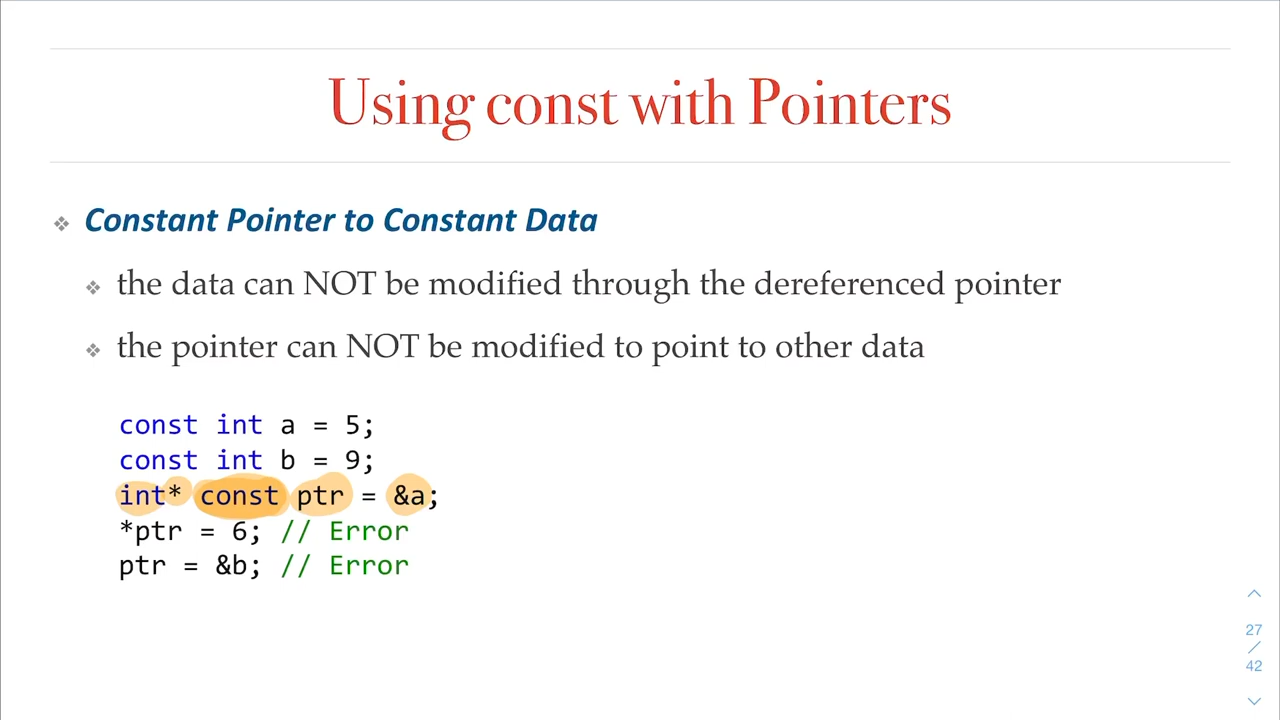 Using const with Pointers
Constant Pointer to Constant Data
the data can NOT be modified through the dereferenced pointer
the pointer can NOT be modified to point to other data
const int a = 5;
const int b = 9;
int* const ptr = &a;
*ptr = 6; // Error
ptr = &b; // Error
27
/
42